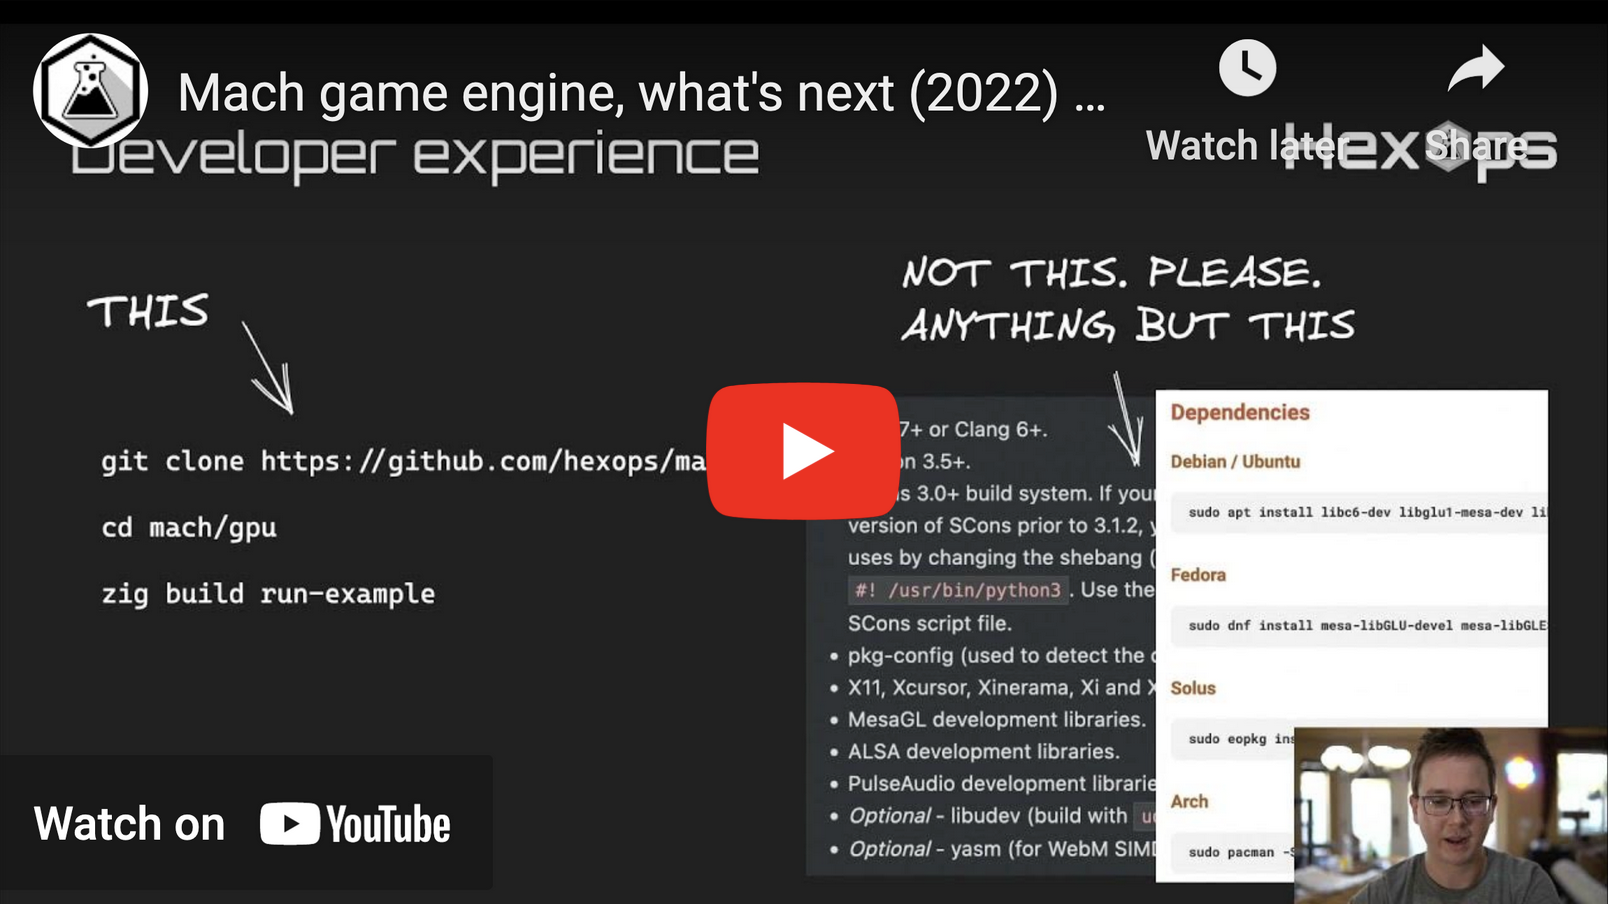 Mach game engine, what's next (2022) ...
Watch later
Share
Developer experience
Hexops
THIS
NOT THIS. PLEASE.
ANYTHING BUT THIS
git clone https://github.com/hexops/ma
cd mach/gpu
zig build run-example
7+ or Clang 6+.
3.5+.
3.0+ build system. If your
version of SCons prior to 3.1.2,
uses by changing the shebang (
#! /usr/bin/python3. Use the
SCons script file.
• pkg-config (used to detect the
• X11, Xcursor, Xinerama, Xi and X
• MesaGL development libraries.
• ALSA development libraries.
• PulseAudio development librarie
• Optional - libudev (build with
• Optional - yasm (for WebM SIMD
Dependencies
Debian / Ubuntu
sudo apt install libc6-dev libglu1-mesa-dev li
Fedora
sudo dnf install mesa-libGLU-devel mesa-libGLE
Solus
sudo eopkg ins
Arch
sudo pacman -S
Watch on YouTube